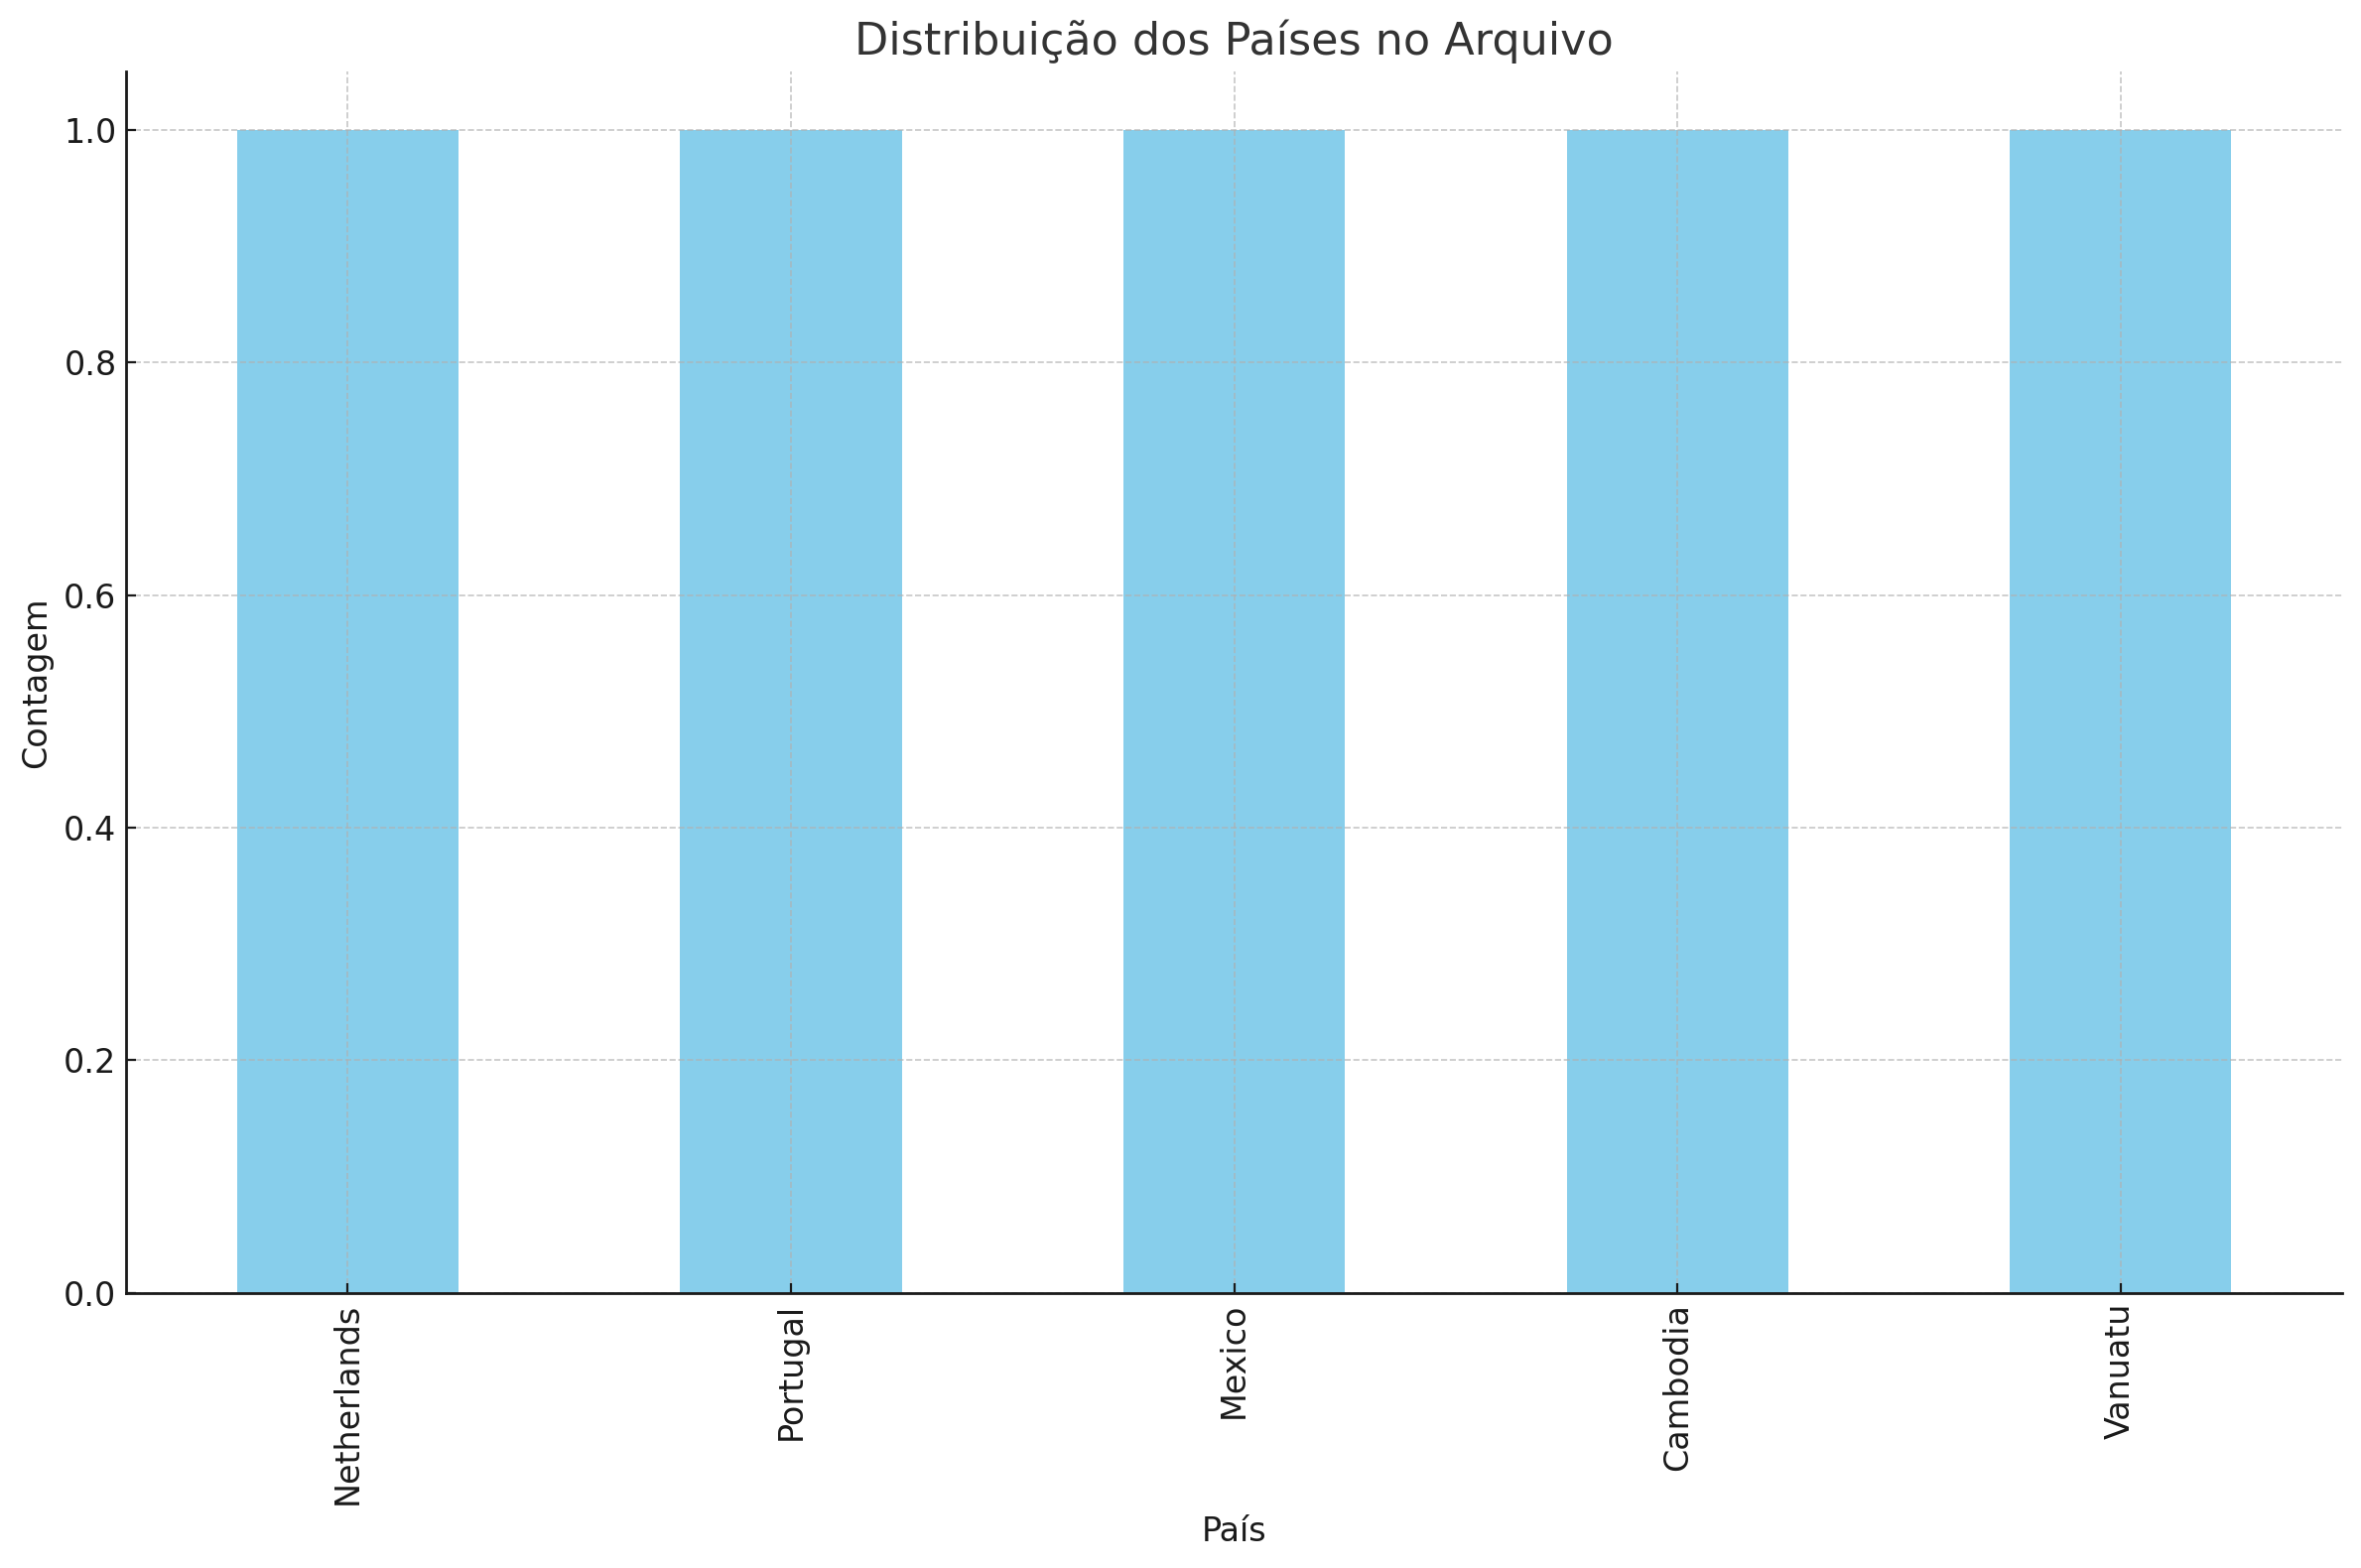 Distribuição dos Países no Arquivo
Contagem
1.0
0.8
0.6
0.4
0.2
0.0
Netherlands
Portugal
Mexico
Cambodia
Vanuatu
País